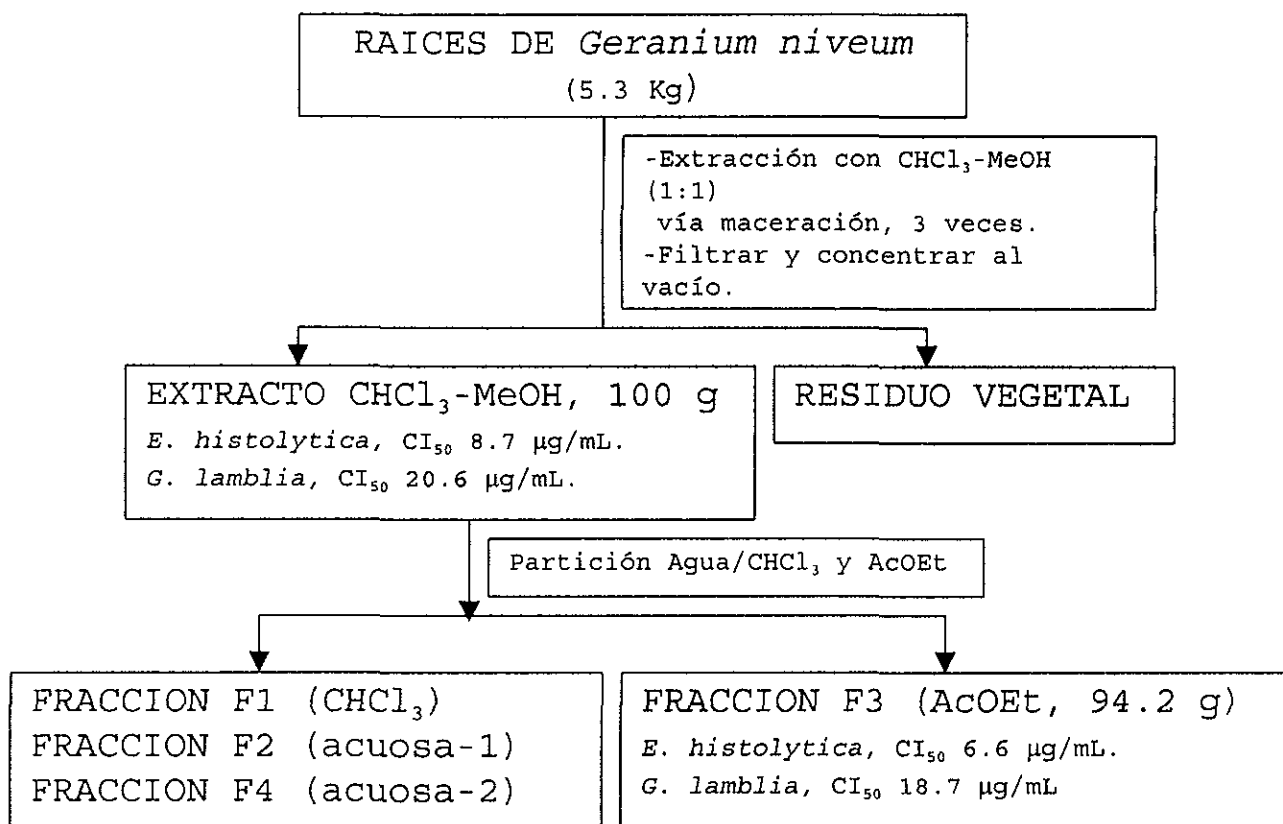 RAICES DE Geranium niveum
(5.3 Kg)
-Extracción con CHCl₃-MeOH
(1:1)
vía maceración, 3 veces.
-Filtrar y concentrar al
vacío.
EXTRACTO CHCl₃-MeOH, 100 g
E. histolytica, CI₅₀ 8.7 µg/mL.
G. lamblia, CI₅₀ 20.6 µg/mL.
RESIDUO VEGETAL
Partición Agua/CHCl₃ y AcOEt
FRACCION F1 (CHCl₃)
FRACCION F2 (acuosa-1)
FRACCION F4 (acuosa-2)
FRACCION F3 (AcOEt, 94.2 g)
E. histolytica, CI₅₀ 6.6 µg/mL.
G. lamblia, CI₅₀ 18.7 µg/mL